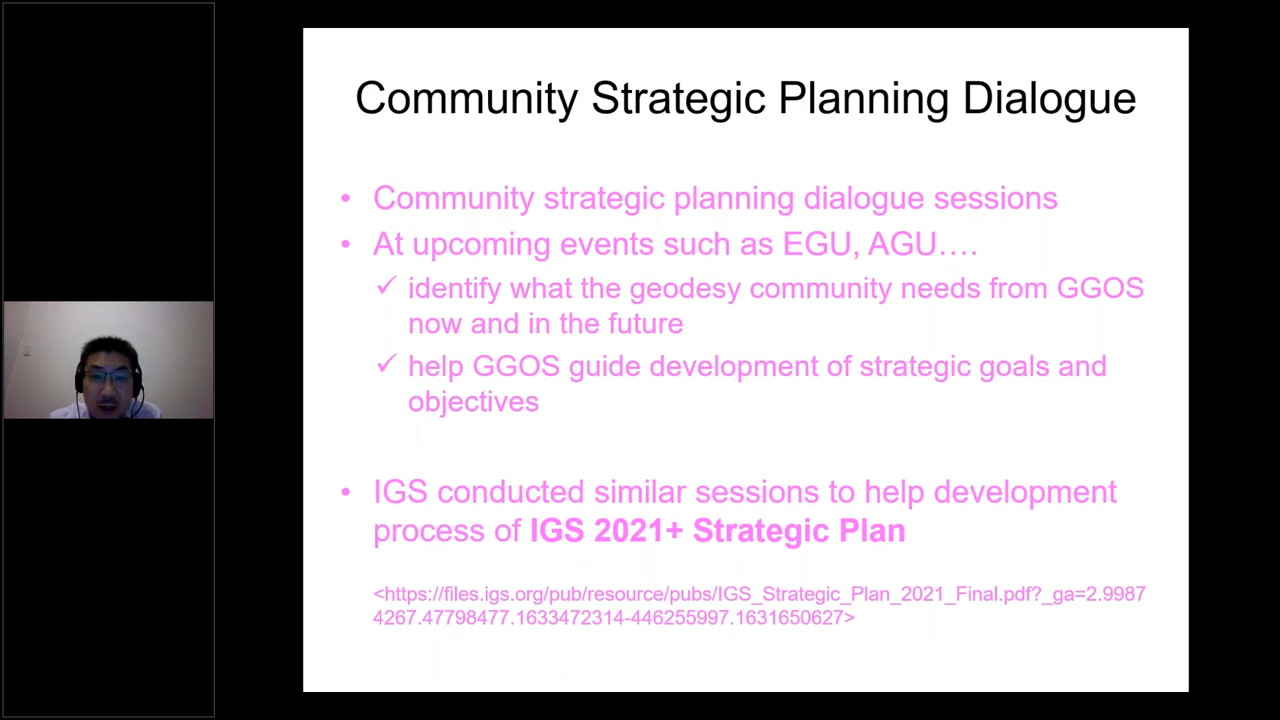 Community Strategic Planning Dialogue
• Community strategic planning dialogue sessions
• At upcoming events such as EGU, AGU….
✓ identify what the geodesy community needs from GGOS
now and in the future
✓ help GGOS guide development of strategic goals and
objectives
• IGS conducted similar sessions to help development
process of IGS 2021+ Strategic Plan
<https://files.igs.org/pub/resource/pubs/IGS_Strategic_Plan_2021_Final.pdf?_ga=2.9987
4267.47798477.1633472314-446255997.1631650627>